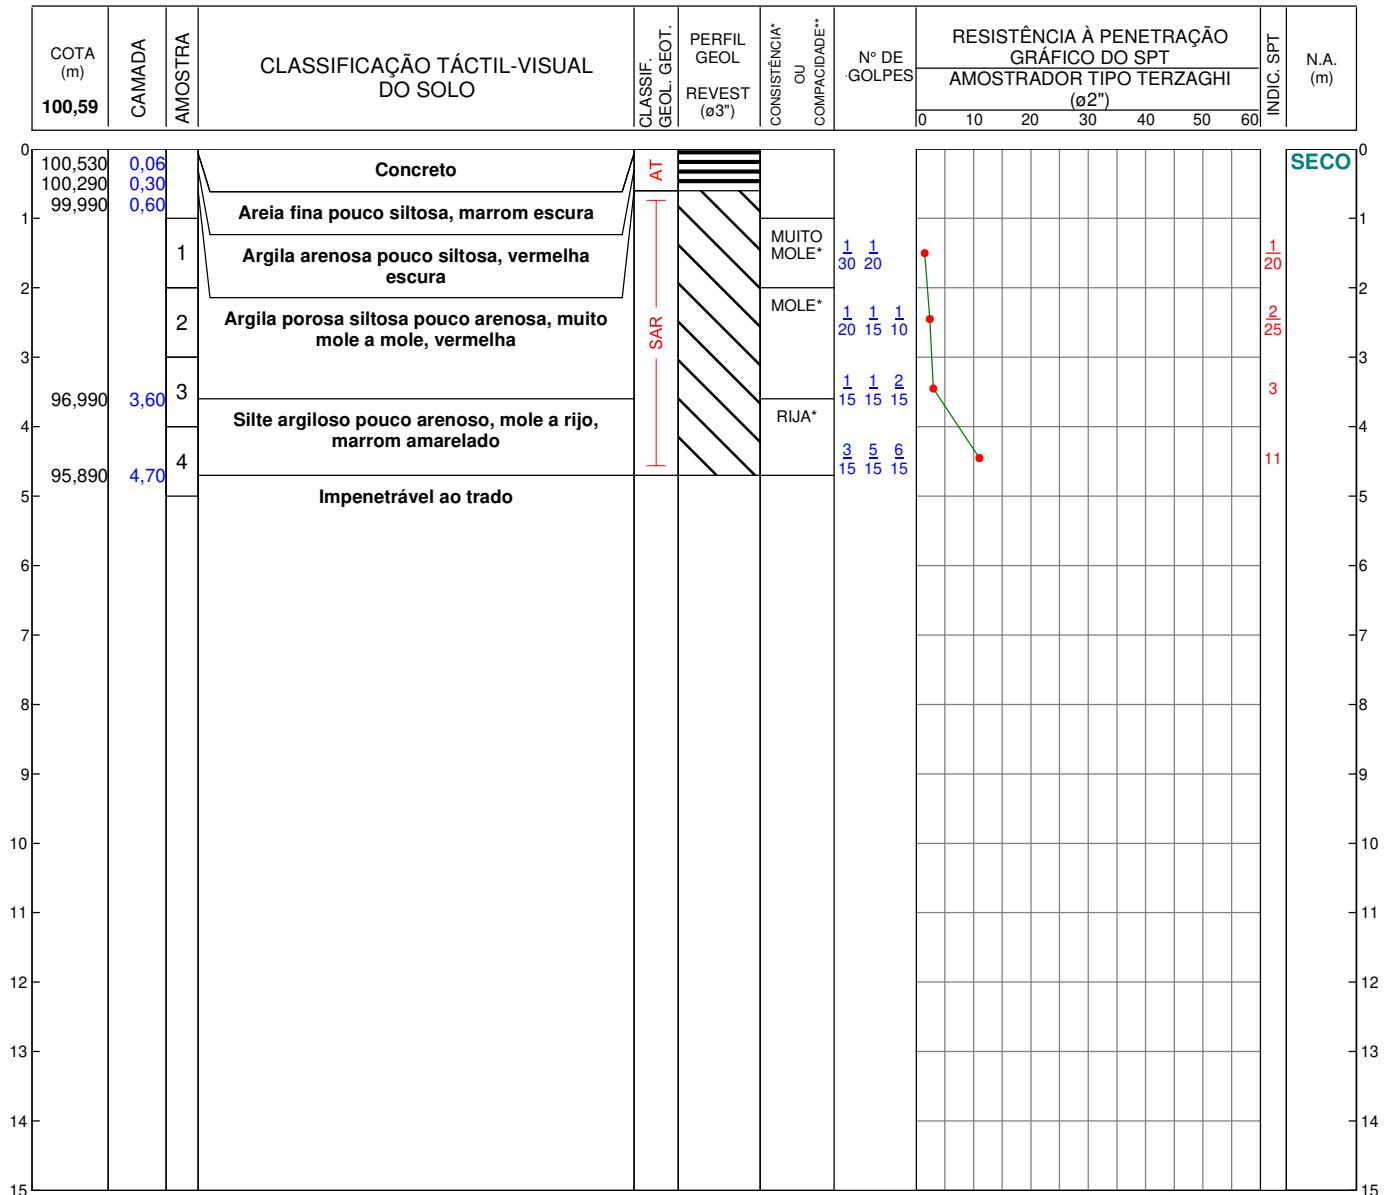 COTA
(m)
100,59
CAMADA
AMOSTRA
CLASSIFICAÇÃO TÁCTIL-VISUAL
DO SOLO
CLASSIF.
GEOL. GEOT.
PERFIL
GEOL
REVEST
(ø3")
CONSISTÊNCIA*
OU
COMPACIDADE**
Nº DE
GOLPES
RESISTÊNCIA À PENETRAÇÃO
GRÁFICO DO SPT
AMOSTRADOR TIPO TERZAGHI
(ø2")
0 10 20 30 40 50 60
INDIC. SPT
N.A.
(m)
0 0
100,530 0,06 Concreto AT SECO
100,290 0,30
99,990 0,60 Areia fina pouco siltosa, marrom escura
1 1
1 Argila arenosa pouco siltosa, vermelha
escura
MUITO
MOLE*
1/30 1/20 1/20
2 2
2 Argila porosa siltosa pouco arenosa, muito
mole a mole, vermelha
SAR
MOLE*
1/20 1/15 1/10 2/25
3 3
3 1/15 1/15 2/15 3
96,990 3,60
Silte argiloso pouco arenoso, mole a rijo,
marrom amarelado
RIJA*
4 4
4 3/15 5/15 6/15 11
95,890 4,70
Impenetrável ao trado
5 5
6 6
7 7
8 8
9 9
10 10
11 11
12 12
13 13
14 14
15 15